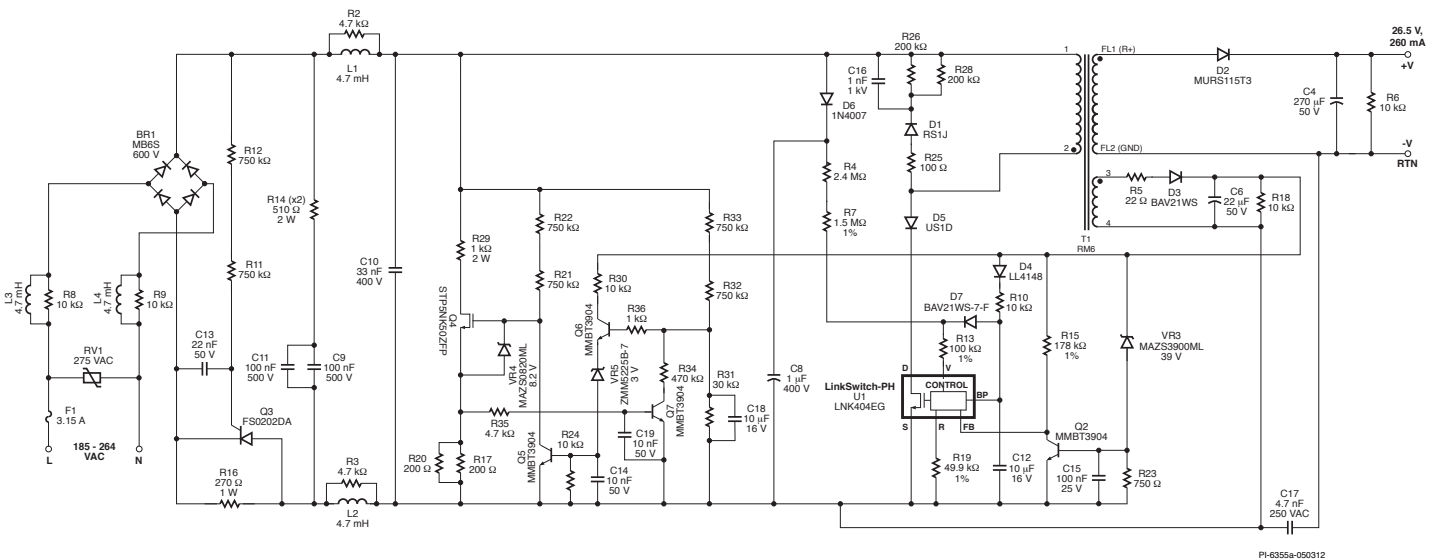 R2
4.7 kΩ
L1
4.7 mH
BR1
MB6S
600 V
R12
750 kΩ
R14 (x2)
510 Ω
2 W
R11
750 kΩ
L3
4.7 mH
R8
10 kΩ
L4
4.7 mH
R9
10 kΩ
C13
22 nF
50 V
RV1
275 VAC
C11
100 nF
500 V
C9
100 nF
500 V
F1
3.15 A
Q3
FS0202DA
L
185 - 264
VAC
N
R16
270 Ω
1 W
R3
4.7 kΩ
L2
4.7 mH
C10
33 nF
400 V
R29
1 kΩ
2 W
R22
750 kΩ
R21
750 kΩ
Q4
STP5NK50ZFP
VR4
MAZS0820ML
8.2 V
R35
4.7 kΩ
R20
200 Ω
R17
200 Ω
Q5
MMBT3904
R24
10 kΩ
C14
10 nF
50 V
R30
10 kΩ
Q6
MMBT3904
VR5
ZMM5225B-7
3 V
R36
1 kΩ
R33
750 kΩ
R32
750 kΩ
R34
470 kΩ
Q7
MMBT3904
C19
10 nF
50 V
R31
30 kΩ
C18
10 µF
16 V
D6
1N4007
R4
2.4 MΩ
R7
1.5 MΩ
1%
C8
1 µF
400 V
C16
1 nF
1 kV
R26
200 kΩ
R28
200 kΩ
D1
RS1J
R25
100 Ω
D5
US1D
D7
BAV21WS-7-F
R13
100 kΩ
1%
D4
LL4148
R10
10 kΩ
LinkSwitch-PH
U1
LNK404EG
D
V
CONTROL
BP
S
R
FB
R19
49.9 kΩ
1%
C12
10 µF
16 V
R15
178 kΩ
1%
Q2
MMBT3904
C15
100 nF
25 V
VR3
MAZS3900ML
39 V
R23
750 Ω
1
2
FL1 (R+)
FL2 (GND)
3
4
T1
RM6
D2
MURS115T3
C4
270 µF
50 V
R6
10 kΩ
26.5 V,
260 mA
+V
-V
RTN
R5
22 Ω
D3
BAV21WS
C6
22 µF
50 V
R18
10 kΩ
C17
4.7 nF
250 VAC
PI-6355a-050312